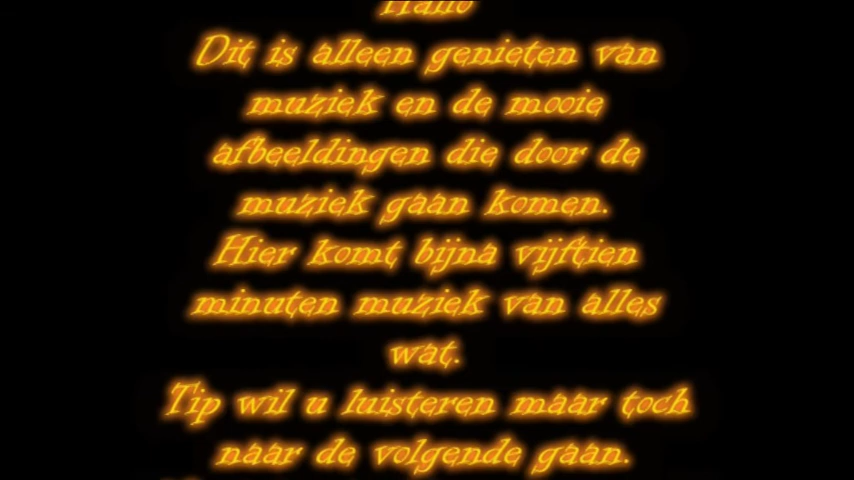 Hallo
Dit is alleen genieten van
muziek en de mooie
afbeeldingen die door de
muziek gaan komen.
Hier komt bijna vijftien
minuten muziek van alles
wat.
Tip wil u luisteren maar toch
naar de volgende gaan.